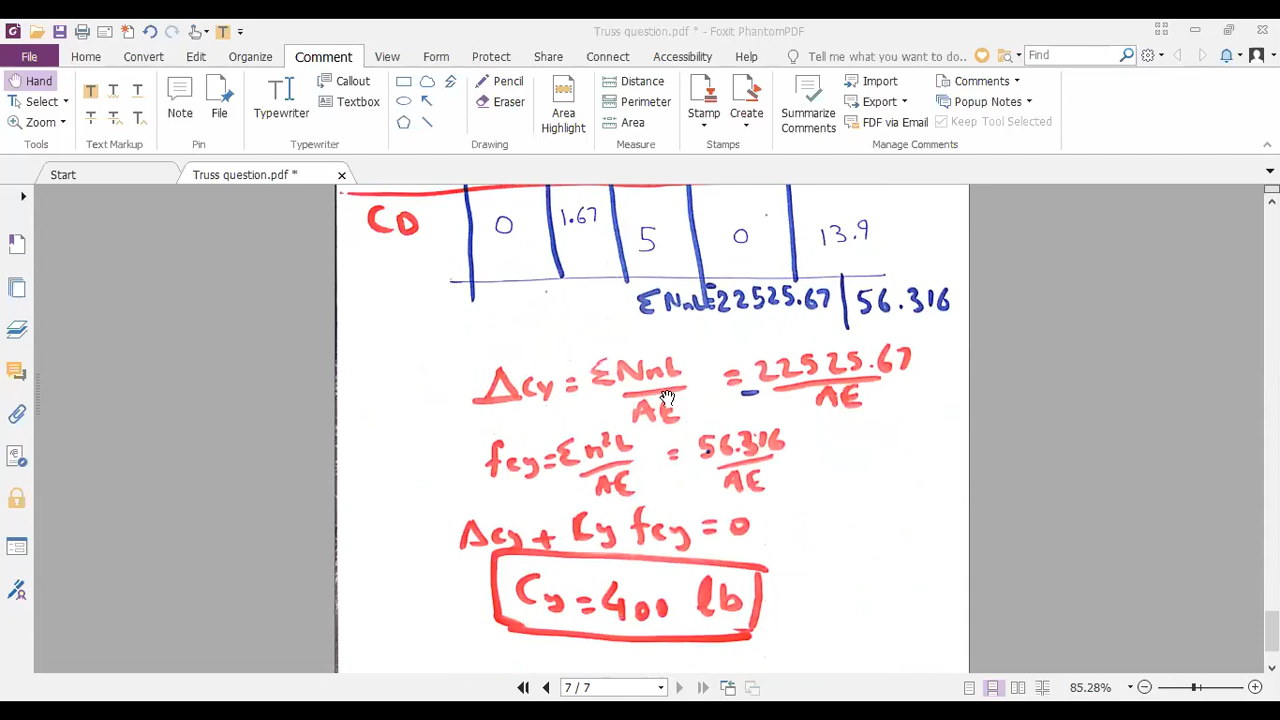 Truss question.pdf * - Foxit PhantomPDF
File Home Convert Edit Organize Comment View Form Protect Share Connect Accessibility Help Tell me what you want to do... Find
Hand Select Zoom
Tools
Text Markup
Note File
Pin
Typewriter Callout Textbox
Typewriter
Pencil Eraser
Drawing
Area Highlight
Distance Perimeter Area
Measure
Stamp Create
Stamps
Summarize Comments
Import Export FDF via Email
Comments Popup Notes Keep Tool Selected
Manage Comments
Start Truss question.pdf *
CD 0 1.67 5 0 13.9
ΣNnL=22525.67 56.316
Δcy = ΣNnL/AE = 22525.67/AE
fcy = Σn²L/AE = 56.316/AE
Δcy + Cy fcy = 0
Cy = 400 lb
7 / 7 85.28%